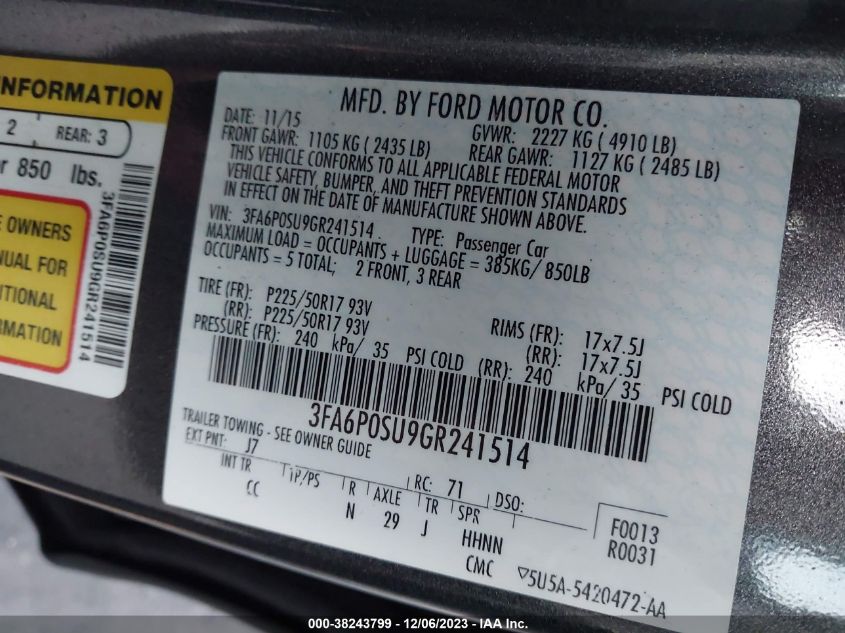 INFORMATION
2 REAR: 3
850 lbs.
OWNERS
FOR
3FA6P0SU9GR241514
MFD. BY FORD MOTOR CO.
DATE: 11/15 GVWR: 2227 KG ( 4910 LB)
FRONT GAWR: 1105 KG ( 2435 LB) REAR GAWR: 1127 KG ( 2485 LB)
THIS VEHICLE CONFORMS TO ALL APPLICABLE FEDERAL MOTOR
VEHICLE SAFETY, BUMPER, AND THEFT PREVENTION STANDARDS
IN EFFECT ON THE DATE OF MANUFACTURE SHOWN ABOVE.
VIN: 3FA6P0SU9GR241514 TYPE: Passenger Car
MAXIMUM LOAD = OCCUPANTS + LUGGAGE = 385KG/ 850LB
OCCUPANTS = 5 TOTAL; 2 FRONT, 3 REAR
TIRE (FR): P225/50R17 93V RIMS (FR): 17x7.5J
(RR): P225/50R17 93V (RR): 17x7.5J
PRESSURE (FR): 240 kPa/ 35 PSI COLD (RR): 240 kPa/ 35 PSI COLD
3FA6P0SU9GR241514
TRAILER TOWING - SEE OWNER GUIDE
EXT PNT: J7 RC: 71 DSO:
INT TR TP/PS R AXLE TR SPR
CC N 29 J HHNN
CMC
F0013
R0031
▽5U5A-5420472-AA
000-38243799 - 12/06/2023 - IAA Inc.